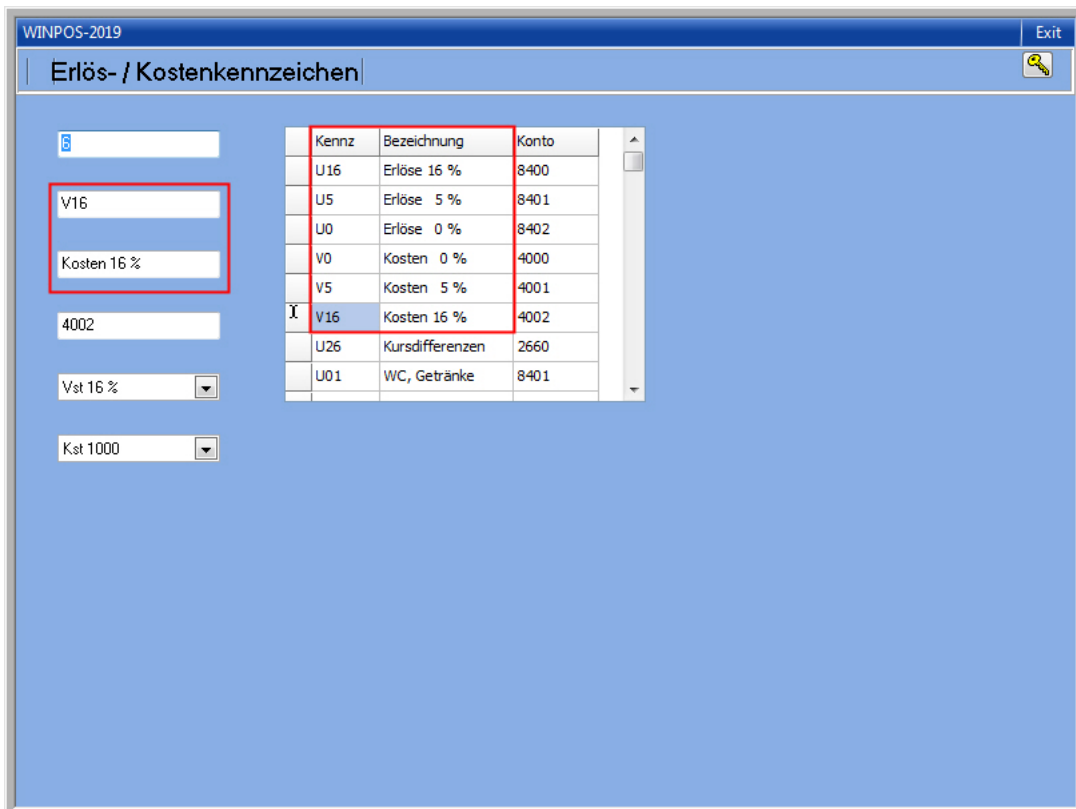 WINPOS-2019 Exit
Erlös- / Kostenkennzeichen
6
V16
Kosten 16 %
4002
Vst 16 %
Kst 1000
Kennz Bezeichnung Konto
U16 Erlöse 16 % 8400
U5 Erlöse 5 % 8401
U0 Erlöse 0 % 8402
V0 Kosten 0 % 4000
V5 Kosten 5 % 4001
V16 Kosten 16 % 4002
U26 Kursdifferenzen 2660
U01 WC, Getränke 8401